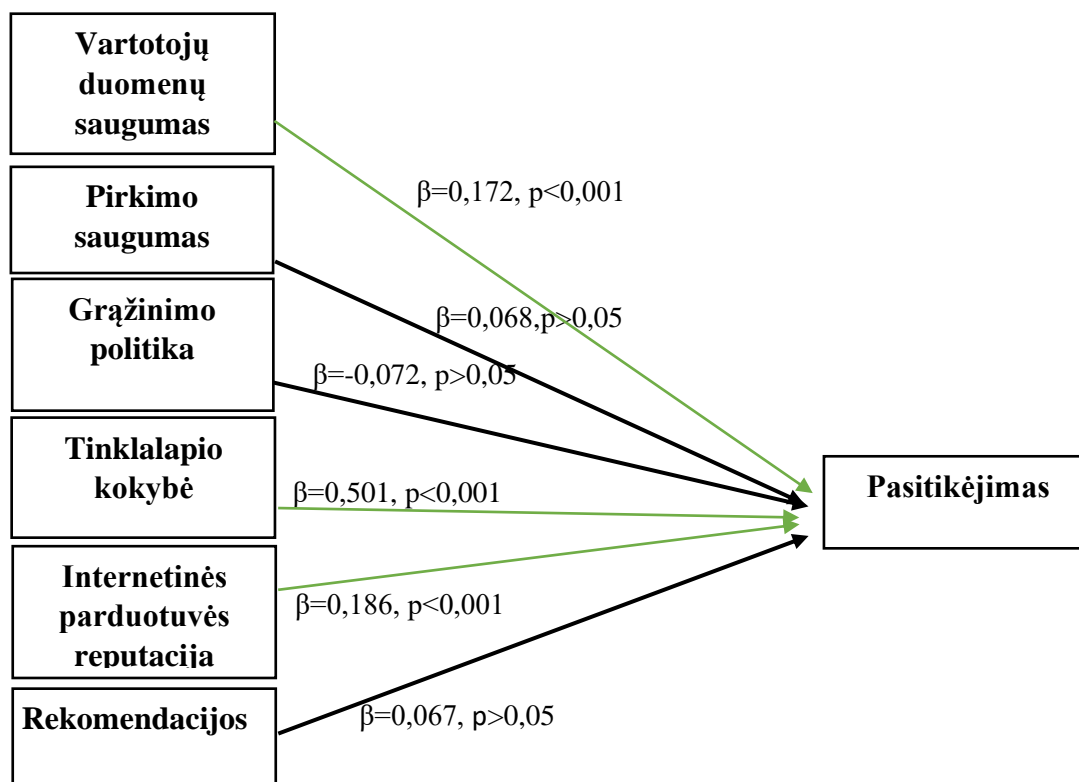 Vartotojų
duomenų
saugumas
β=0,172, p<0,001
Pirkimo
saugumas
β=0,068,p>0,05
Grąžinimo
politika
β=-0,072, p>0,05
Tinklalapio
kokybė
β=0,501, p<0,001
Pasitikėjimas
Internetinės
parduotuvės
reputacija
β=0,186, p<0,001
Rekomendacijos
β=0,067, p>0,05